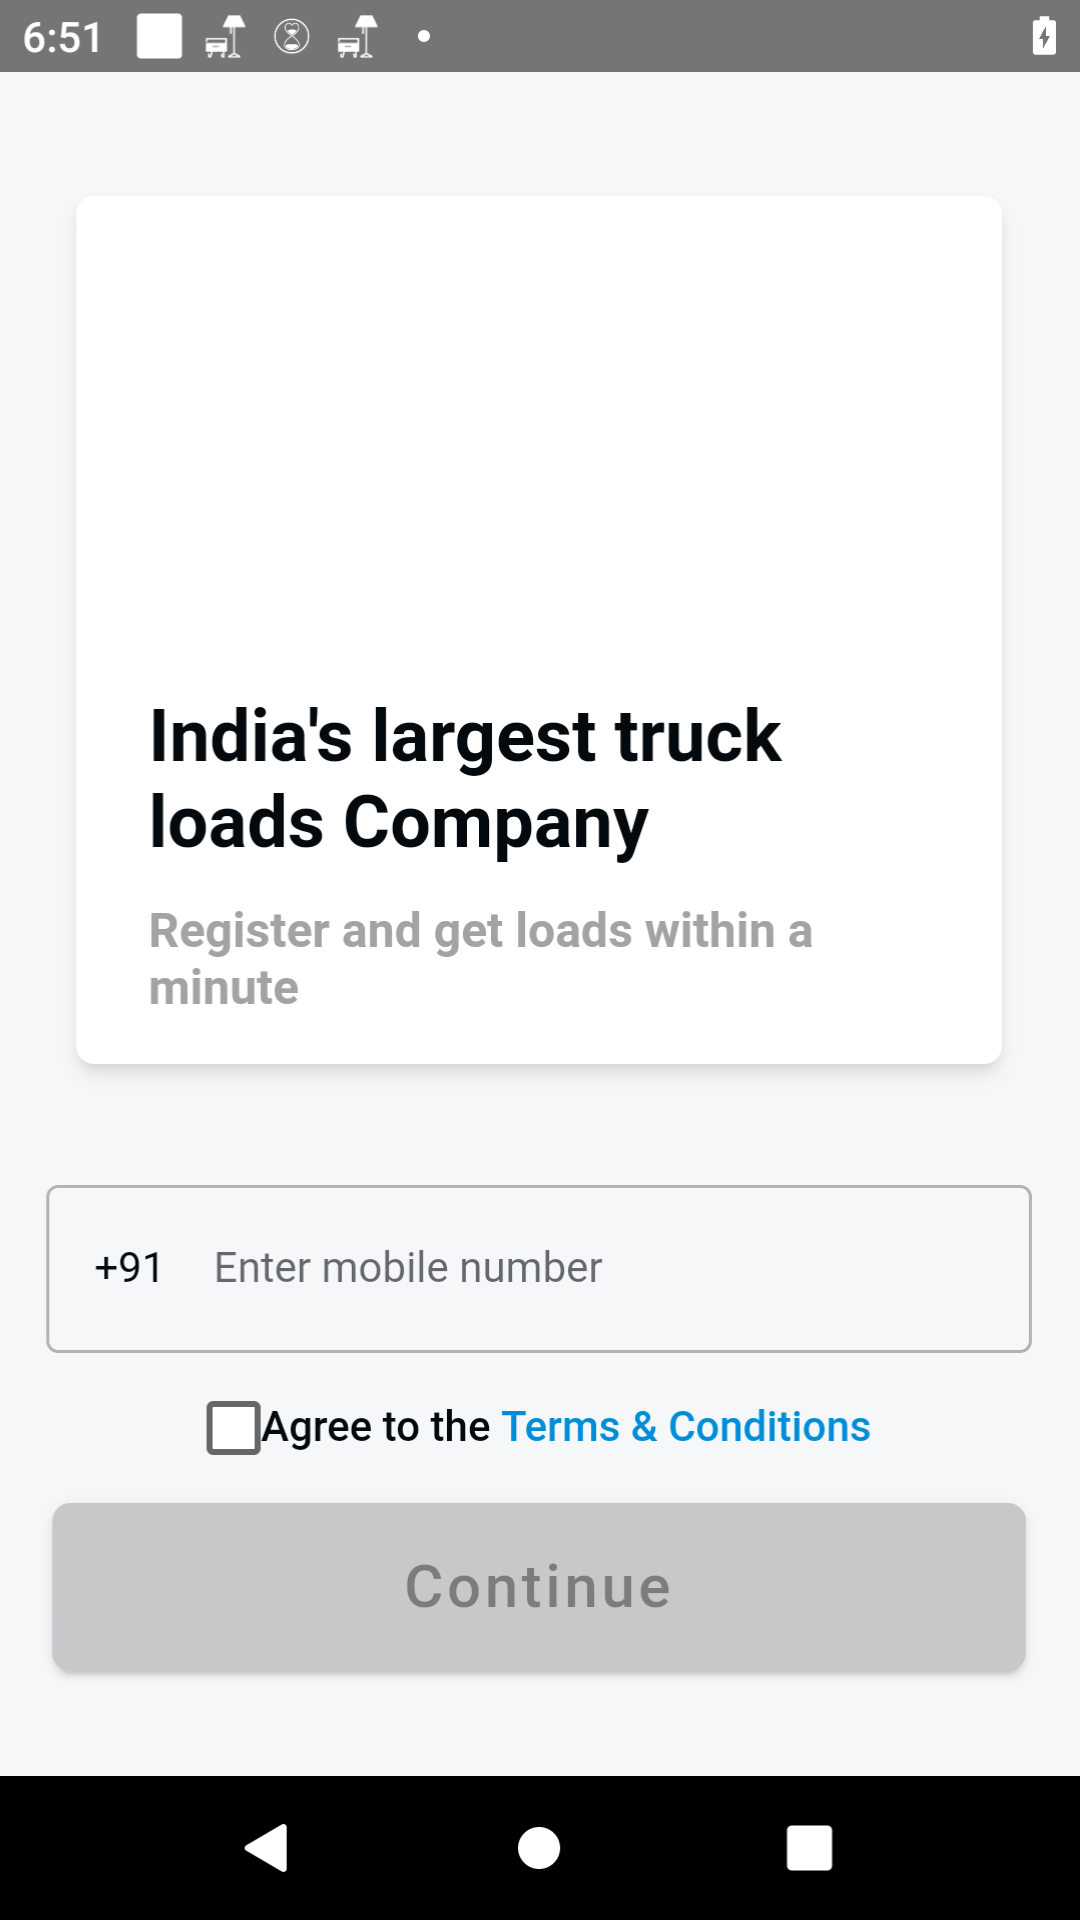 6:51
India's largest truck
loads Company
Register and get loads within a
minute
+91 Enter mobile number
Agree to the Terms & Conditions
Continue